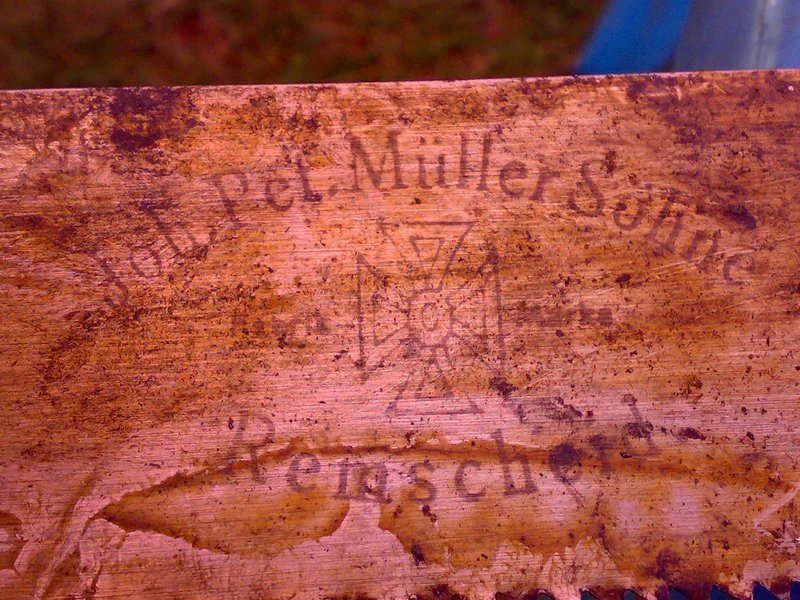 Joh. Pet. Müller Söhne
Remscheid